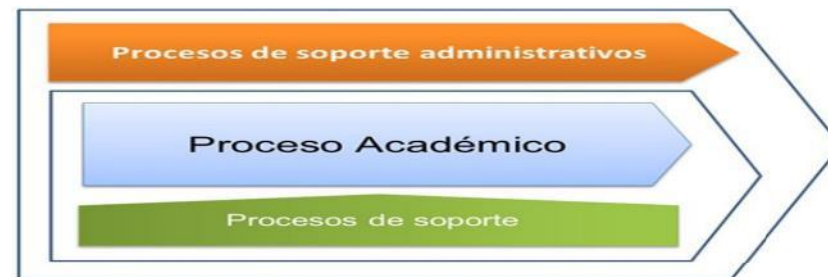 Procesos de soporte administrativos
Proceso Académico
Procesos de soporte